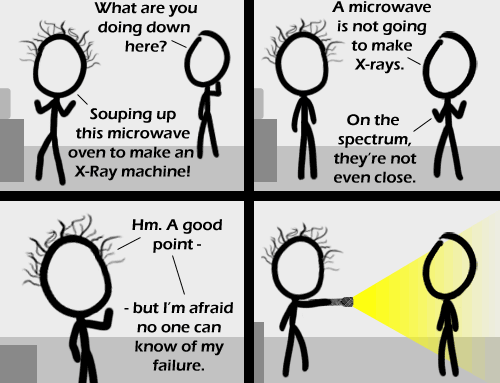 What are you
doing down
here?
Souping up
this microwave
oven to make an
X-Ray machine!
A microwave
is not going
to make
X-rays.
On the
spectrum,
they're not
even close.
Hm. A good
point -
- but I'm afraid
no one can
know of my
failure.